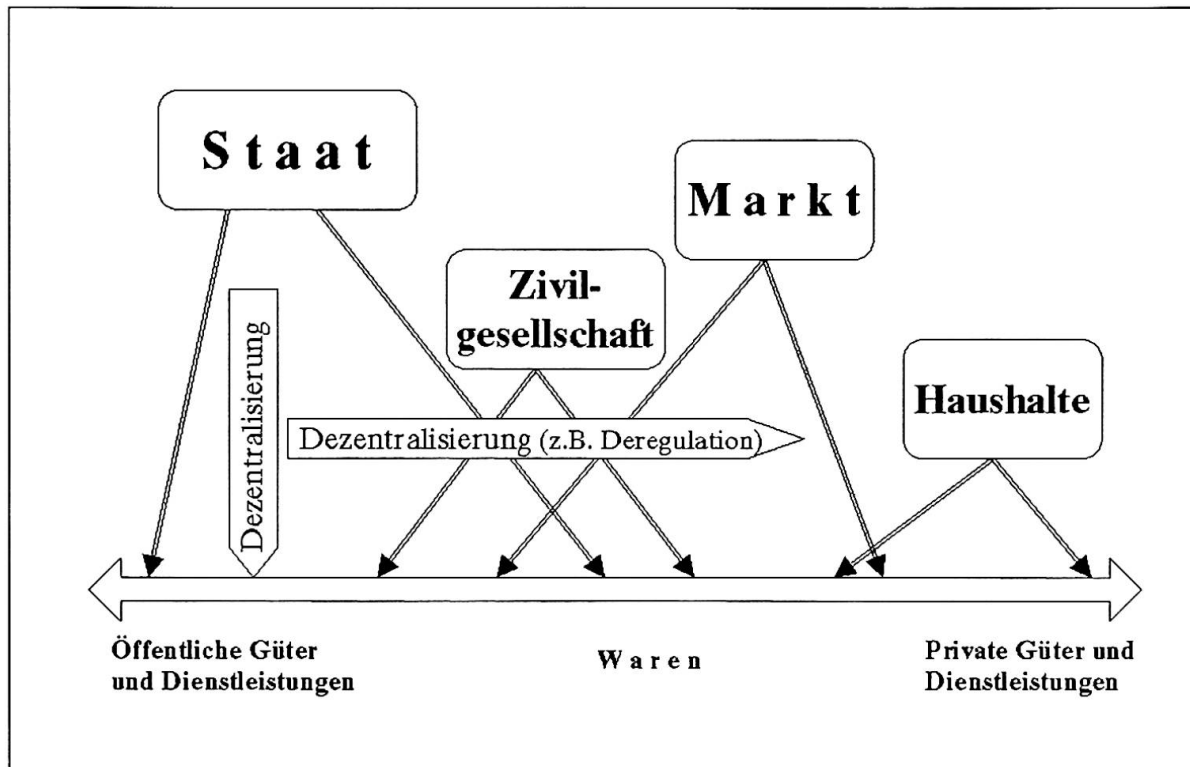 Staat
Markt
Zivil-
gesellschaft
Haushalte
Dezentralisierung
Dezentralisierung (z.B. Deregulation)
Öffentliche Güter
und Dienstleistungen
Waren
Private Güter und
Dienstleistungen